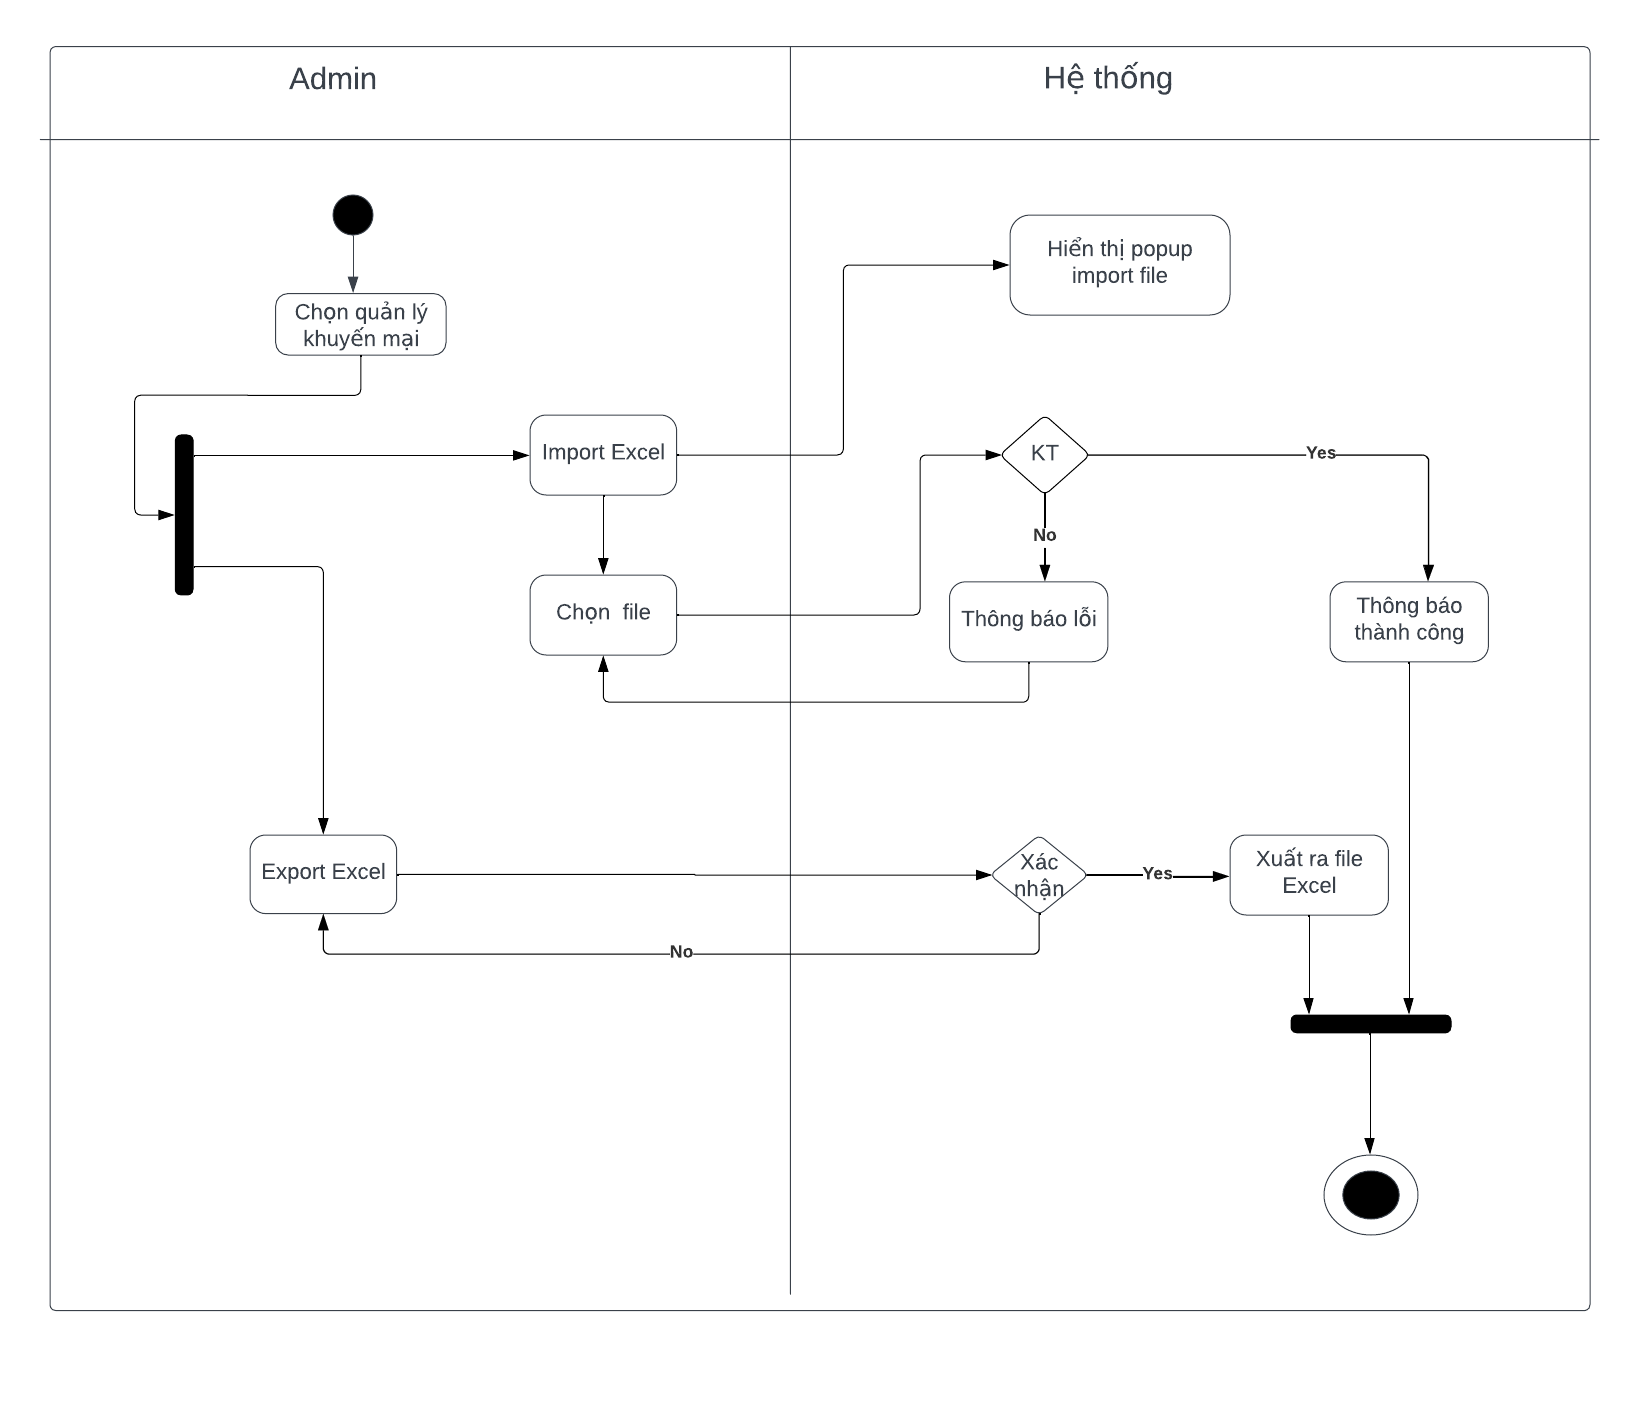 Admin
Hệ thống
Hiển thị popup
import file
Chọn quản lý
khuyến mại
Import Excel
KT
Yes
No
Chọn  file
Thông báo lỗi
Thông báo
thành công
Export Excel
Xác
nhận
Yes
Xuất ra file
Excel
No